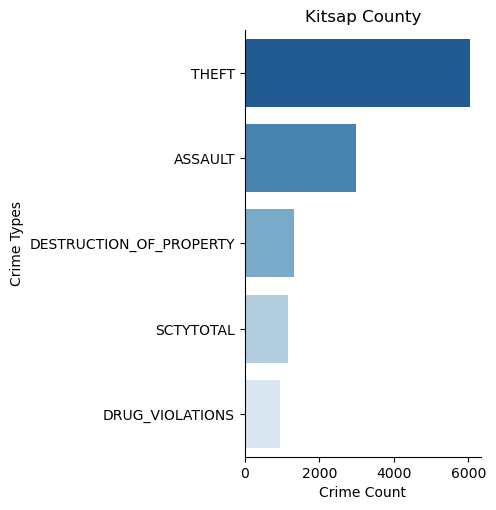 Kitsap County
Crime Types
THEFT
ASSAULT
DESTRUCTION_OF_PROPERTY
SCTYTOTAL
DRUG_VIOLATIONS
0 2000 4000 6000
Crime Count